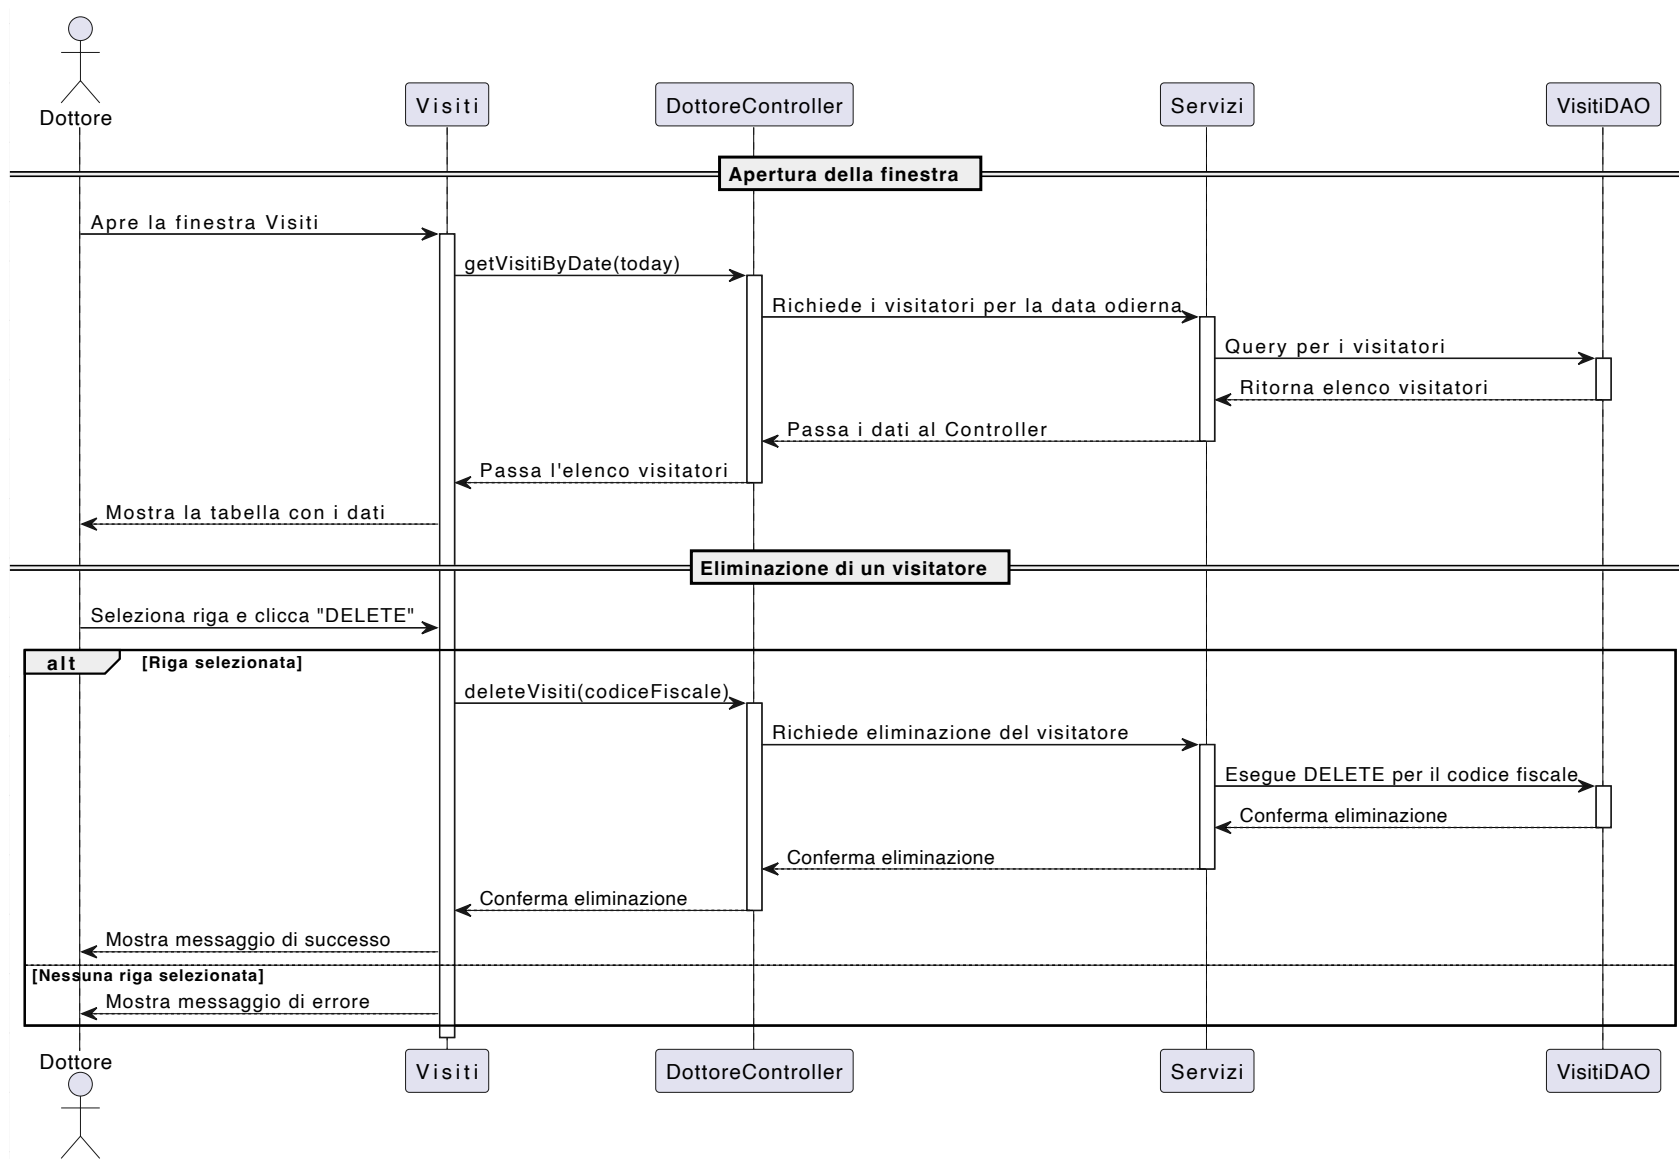 Dottore
Visiti
DottoreController
Servizi
VisitiDAO
Apertura della finestra
Apre la finestra Visiti
getVisitiByDate(today)
Richiede i visitatori per la data odierna
Query per i visitatori
Ritorna elenco visitatori
Passa i dati al Controller
Passa l'elenco visitatori
Mostra la tabella con i dati
Eliminazione di un visitatore
Seleziona riga e clicca "DELETE"
alt
[Riga selezionata]
deleteVisiti(codiceFiscale)
Richiede eliminazione del visitatore
Esegue DELETE per il codice fiscale
Conferma eliminazione
Conferma eliminazione
Conferma eliminazione
Mostra messaggio di successo
[Nessuna riga selezionata]
Mostra messaggio di errore
Dottore
Visiti
DottoreController
Servizi
VisitiDAO